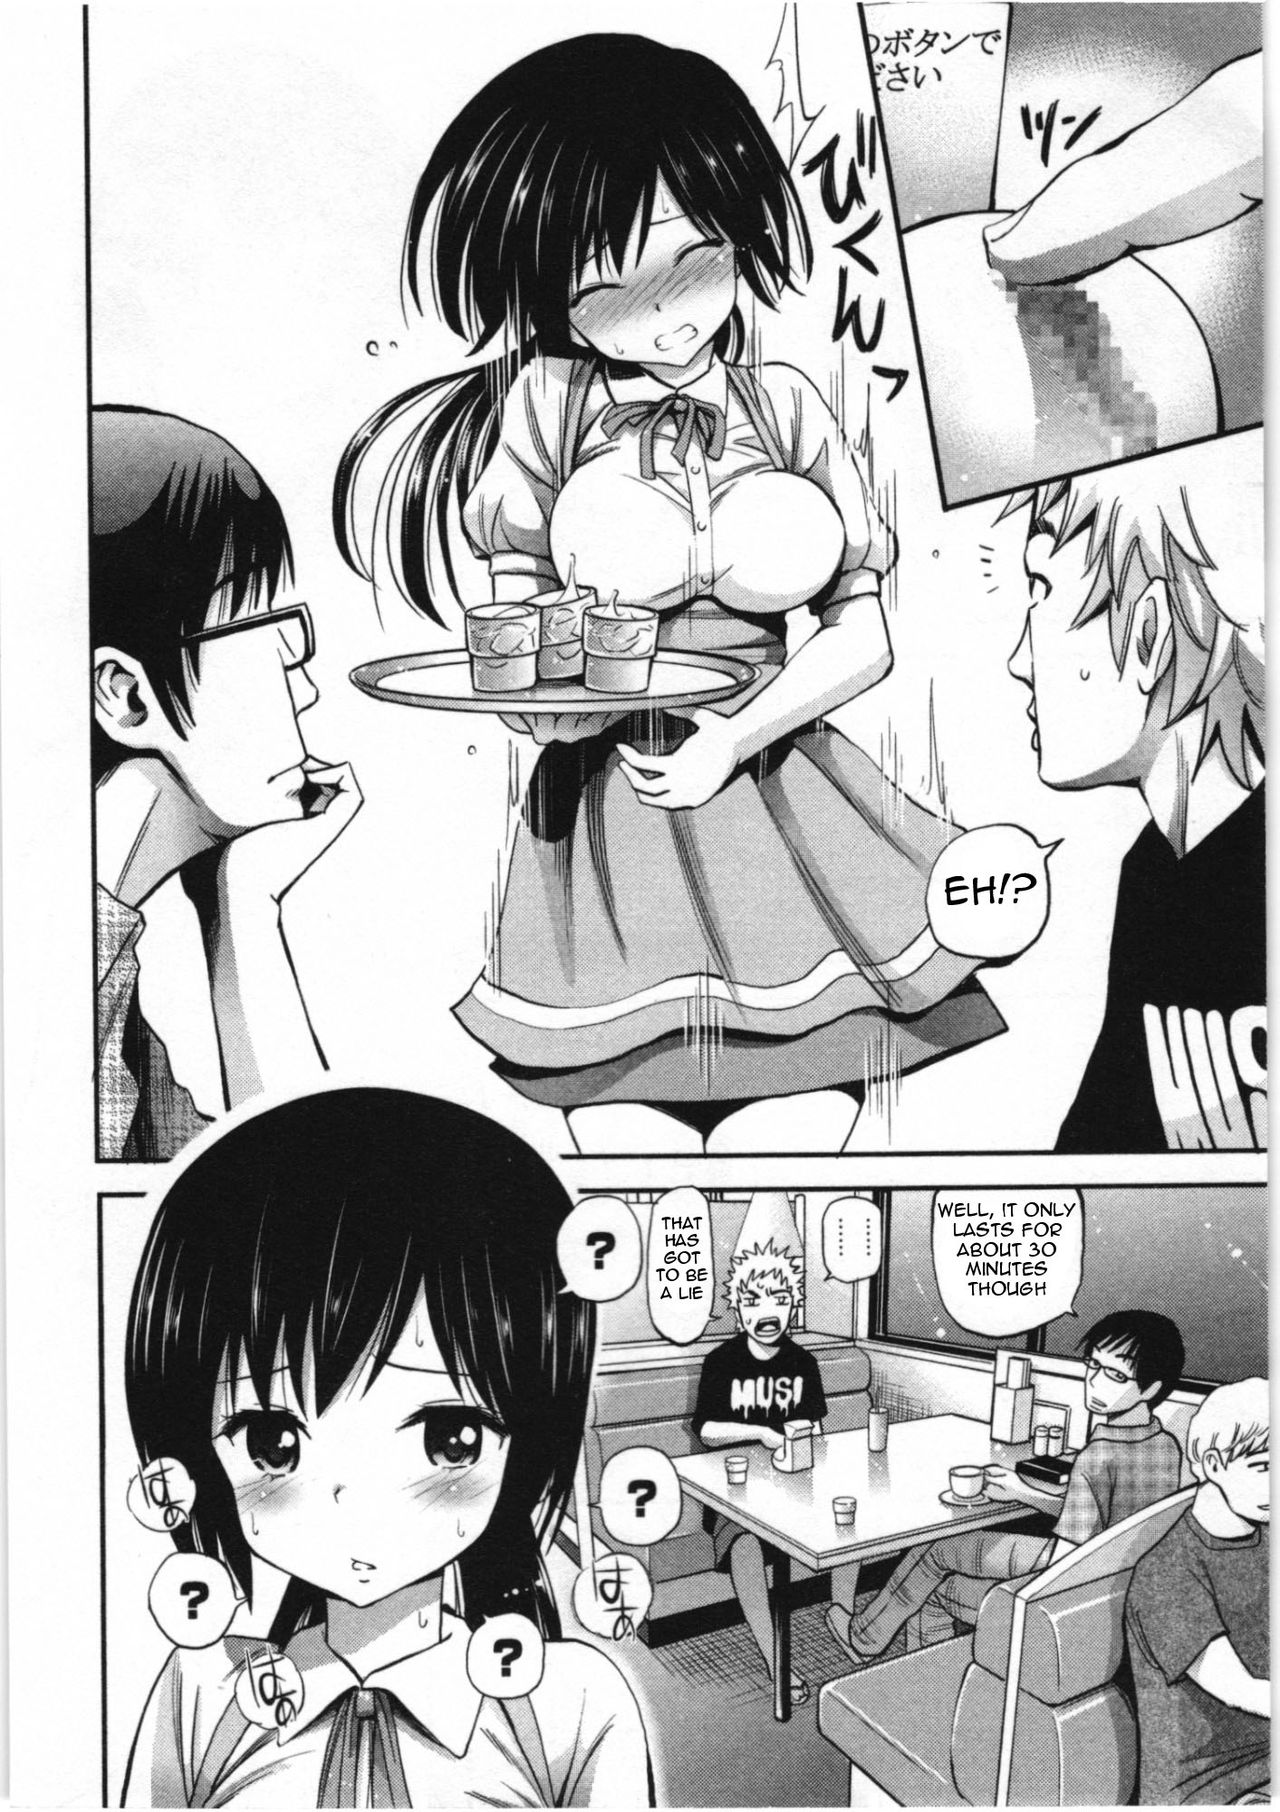 のボタンで
ださい
ツン
びくんっ
EH!?
MUS
WELL, IT ONLY
LASTS FOR
ABOUT 30
MINUTES
THOUGH
………
THAT
HAS
GOT
TO BE
A LIE
MUSI
?
?
はぁ
はぁ
?
?
はぁ